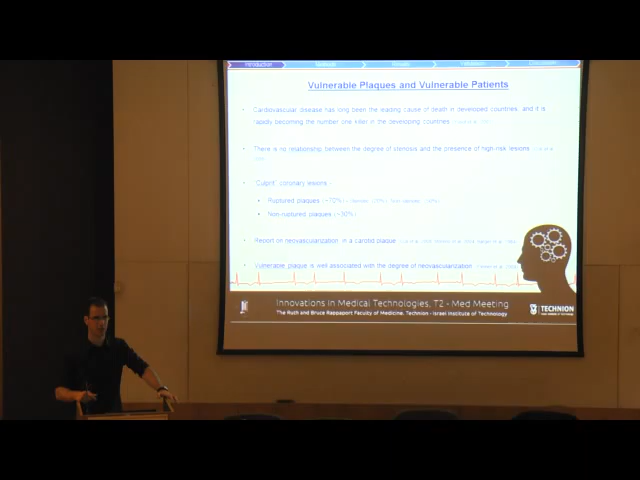 Introduction
Vulnerable Plaques and Vulnerable Patients
• Cardiovascular disease has long been the leading cause of death in developed countries, and it is
rapidly becoming the number one killer in the developing countries
• There is no relationship between the degree of stenosis and the presence of high-risk lesions
• "Culprit" coronary lesions -
• Ruptured plaques (~70%)
• Non-ruptured plaques (~30%)
• Report on neovascularization in a carotid plaque
• Vulnerable plaque is well associated with the degree of neovascularization
Innovations in Medical Technologies, T2 - Med Meeting
The Ruth and Bruce Rappaport Faculty of Medicine, Technion - Israel Institute of Technology
TECHNION